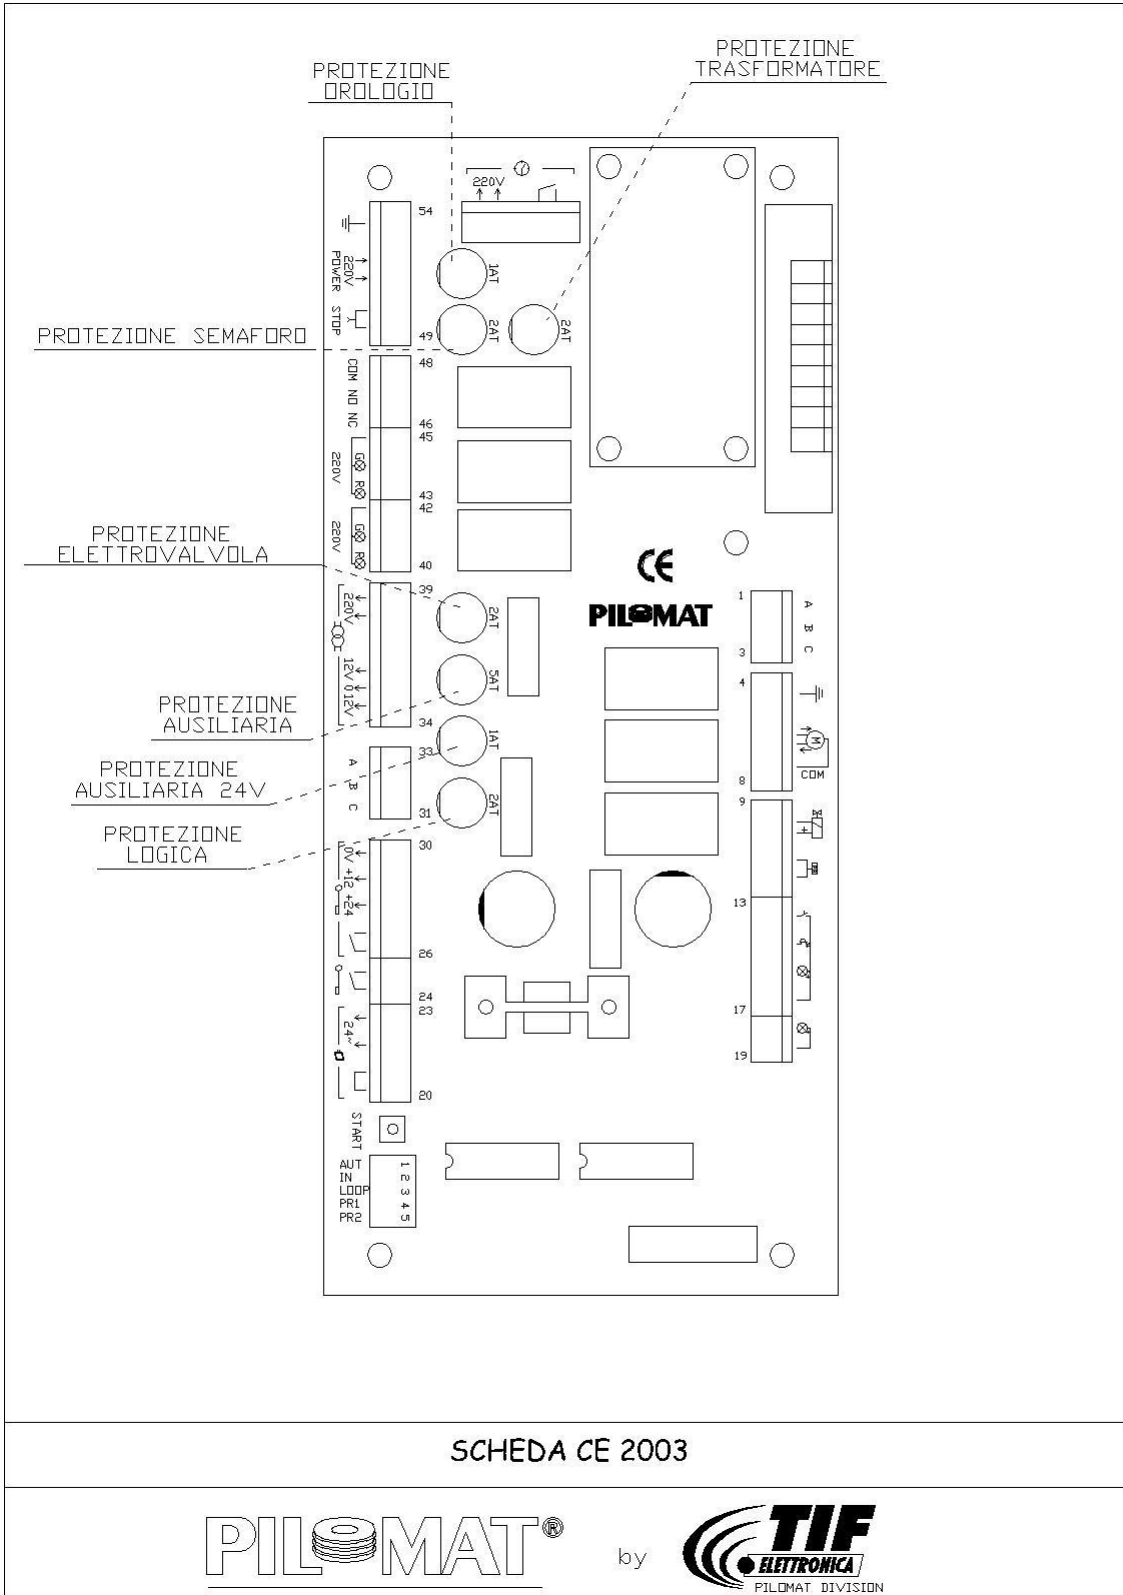 PROTEZIONE
OROLOGIO
PROTEZIONE
TRASFORMATORE
220V
54
220V
POWER
STOP
49
1AT
2AT
2AT
PROTEZIONE SEMAFORO
48
COM NO NC
46
45
220V
G
R
43
42
220V
G
R
40
PROTEZIONE
ELETTROVALVOLA
39
220V
12V 0 12V
34
2AT
5AT
PROTEZIONE
AUSILIARIA
33
A B C
31
1AT
2AT
PROTEZIONE
AUSILIARIA 24V
PROTEZIONE
LOGICA
30
0V +12 +24
26
24
23
24~
20
START
AUT 1
IN 2
LOOP 3
PR1 4
PR2 5
CE
PILOMAT
1
A B C
3
4
M
8
COM
9
13
17
19
SCHEDA CE 2003
PILOMAT®
by
TIF
ELETTRONICA
PILOMAT DIVISION